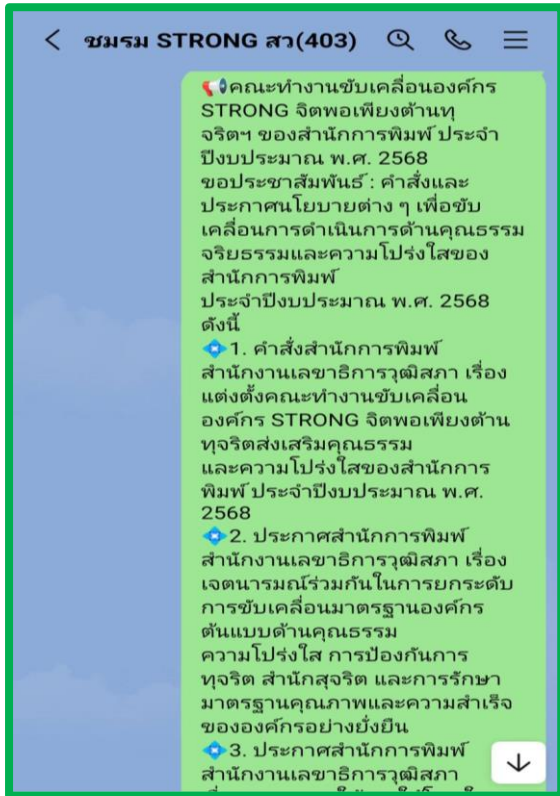 ชมรม STRONG สว(403)
📢คณะทำงานขับเคลื่อนองค์กร
STRONG จิตพอเพียงต้านทุ
จริตฯ ของสำนักการพิมพ์ ประจำ
ปีงบประมาณ พ.ศ. 2568
ขอประชาสัมพันธ์ : คำสั่งและ
ประกาศนโยบายต่าง ๆ เพื่อขับ
เคลื่อนการดำเนินการด้านคุณธรรม
จริยธรรมและความโปร่งใสของ
สำนักการพิมพ์
ประจำปีงบประมาณ พ.ศ. 2568
ดังนี้
💠1. คำสั่งสำนักการพิมพ์
สำนักงานเลขาธิการวุฒิสภา เรื่อง
แต่งตั้งคณะทำงานขับเคลื่อน
องค์กร STRONG จิตพอเพียงต้าน
ทุจริตส่งเสริมคุณธรรม
และความโปร่งใสของสำนักการ
พิมพ์ ประจำปีงบประมาณ พ.ศ.
2568
💠2. ประกาศสำนักการพิมพ์
สำนักงานเลขาธิการวุฒิสภา เรื่อง
เจตนารมณ์ร่วมกันในการยกระดับ
การขับเคลื่อนมาตรฐานองค์กร
ต้นแบบด้านคุณธรรม
ความโปร่งใส การป้องกันการ
ทุจริต สำนักสุจริต และการรักษา
มาตรฐานคุณภาพและความสำเร็จ
ขององค์กรอย่างยั่งยืน
💠3. ประกาศสำนักการพิมพ์
สำนักงานเลขาธิการวุฒิสภา